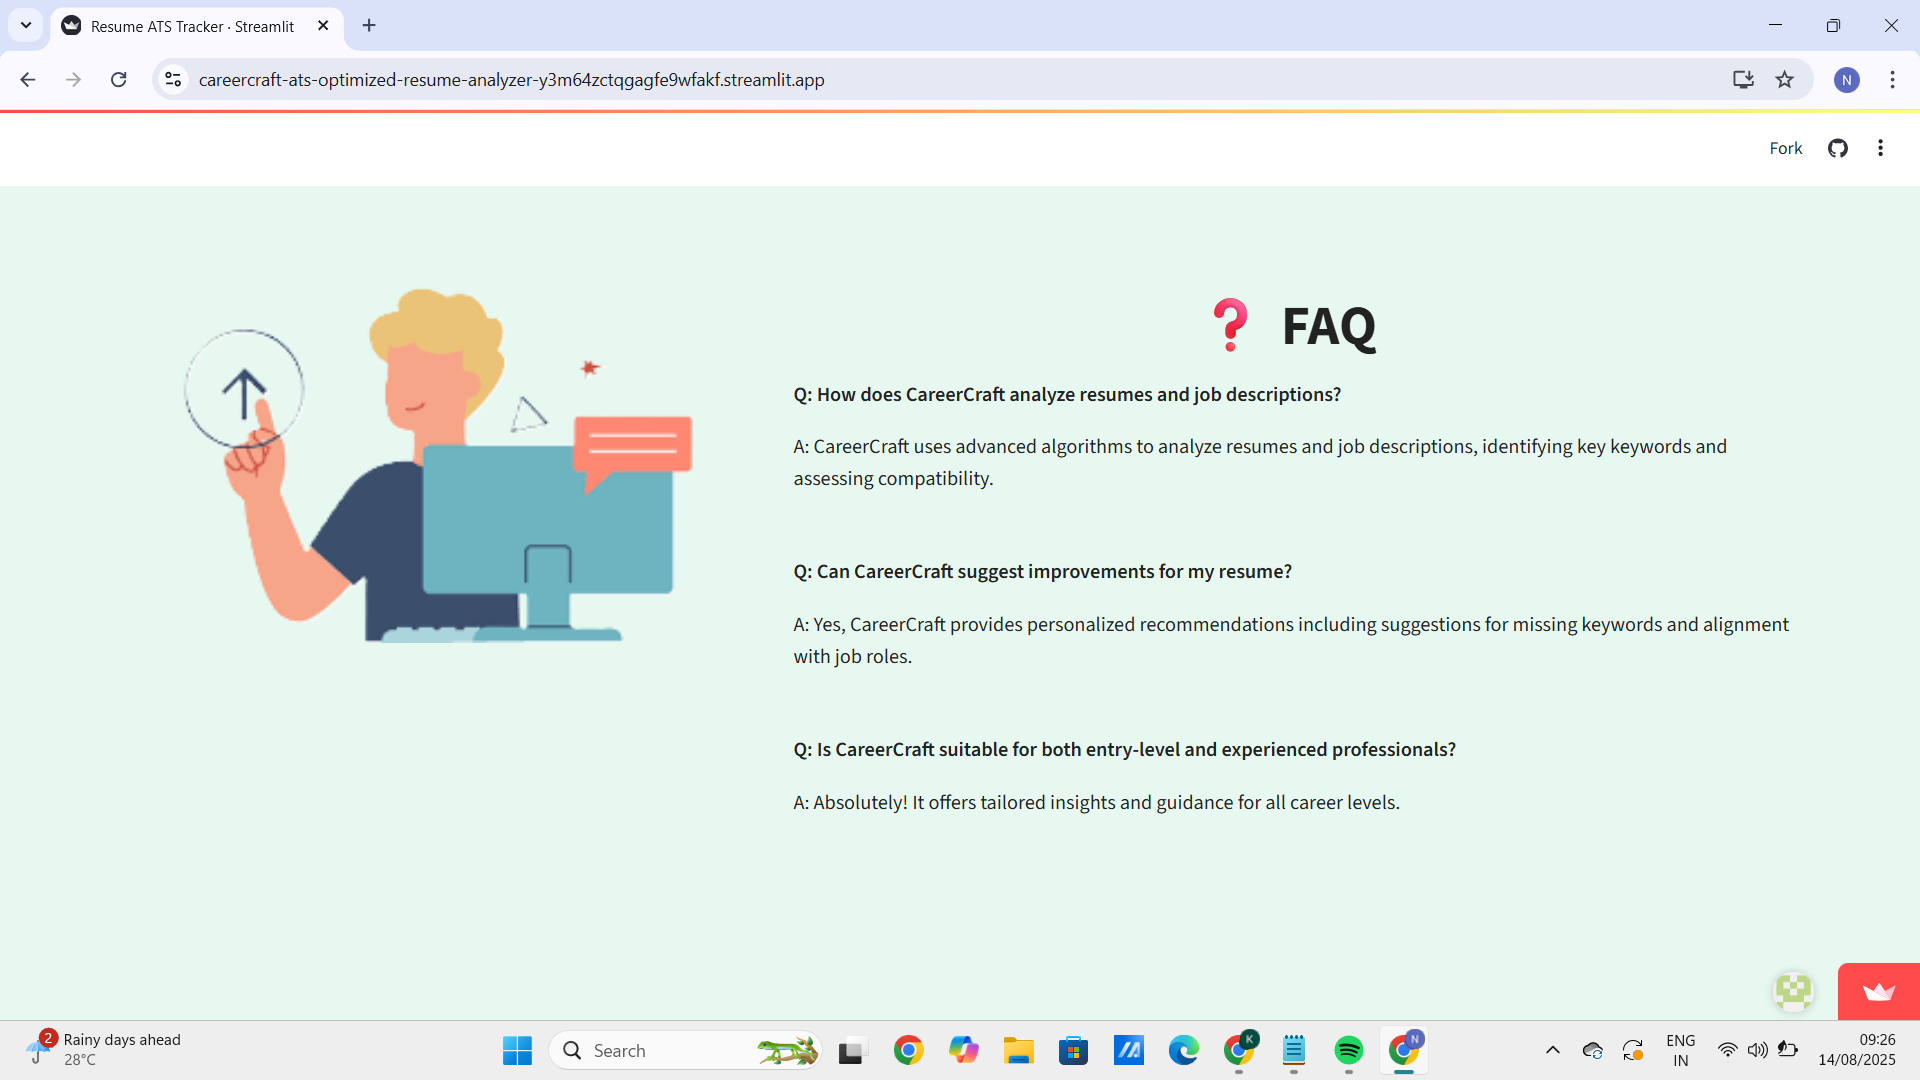 Resume ATS Tracker · Streamlit
careercraft-ats-optimized-resume-analyzer-y3m64zctqgagfe9wfakf.streamlit.app
N
Fork
❓ FAQ
Q: How does CareerCraft analyze resumes and job descriptions?
A: CareerCraft uses advanced algorithms to analyze resumes and job descriptions, identifying key keywords and
assessing compatibility.
Q: Can CareerCraft suggest improvements for my resume?
A: Yes, CareerCraft provides personalized recommendations including suggestions for missing keywords and alignment
with job roles.
Q: Is CareerCraft suitable for both entry-level and experienced professionals?
A: Absolutely! It offers tailored insights and guidance for all career levels.
2
Rainy days ahead
28°C
Search
K
N
ENG
IN
09:26
14/08/2025